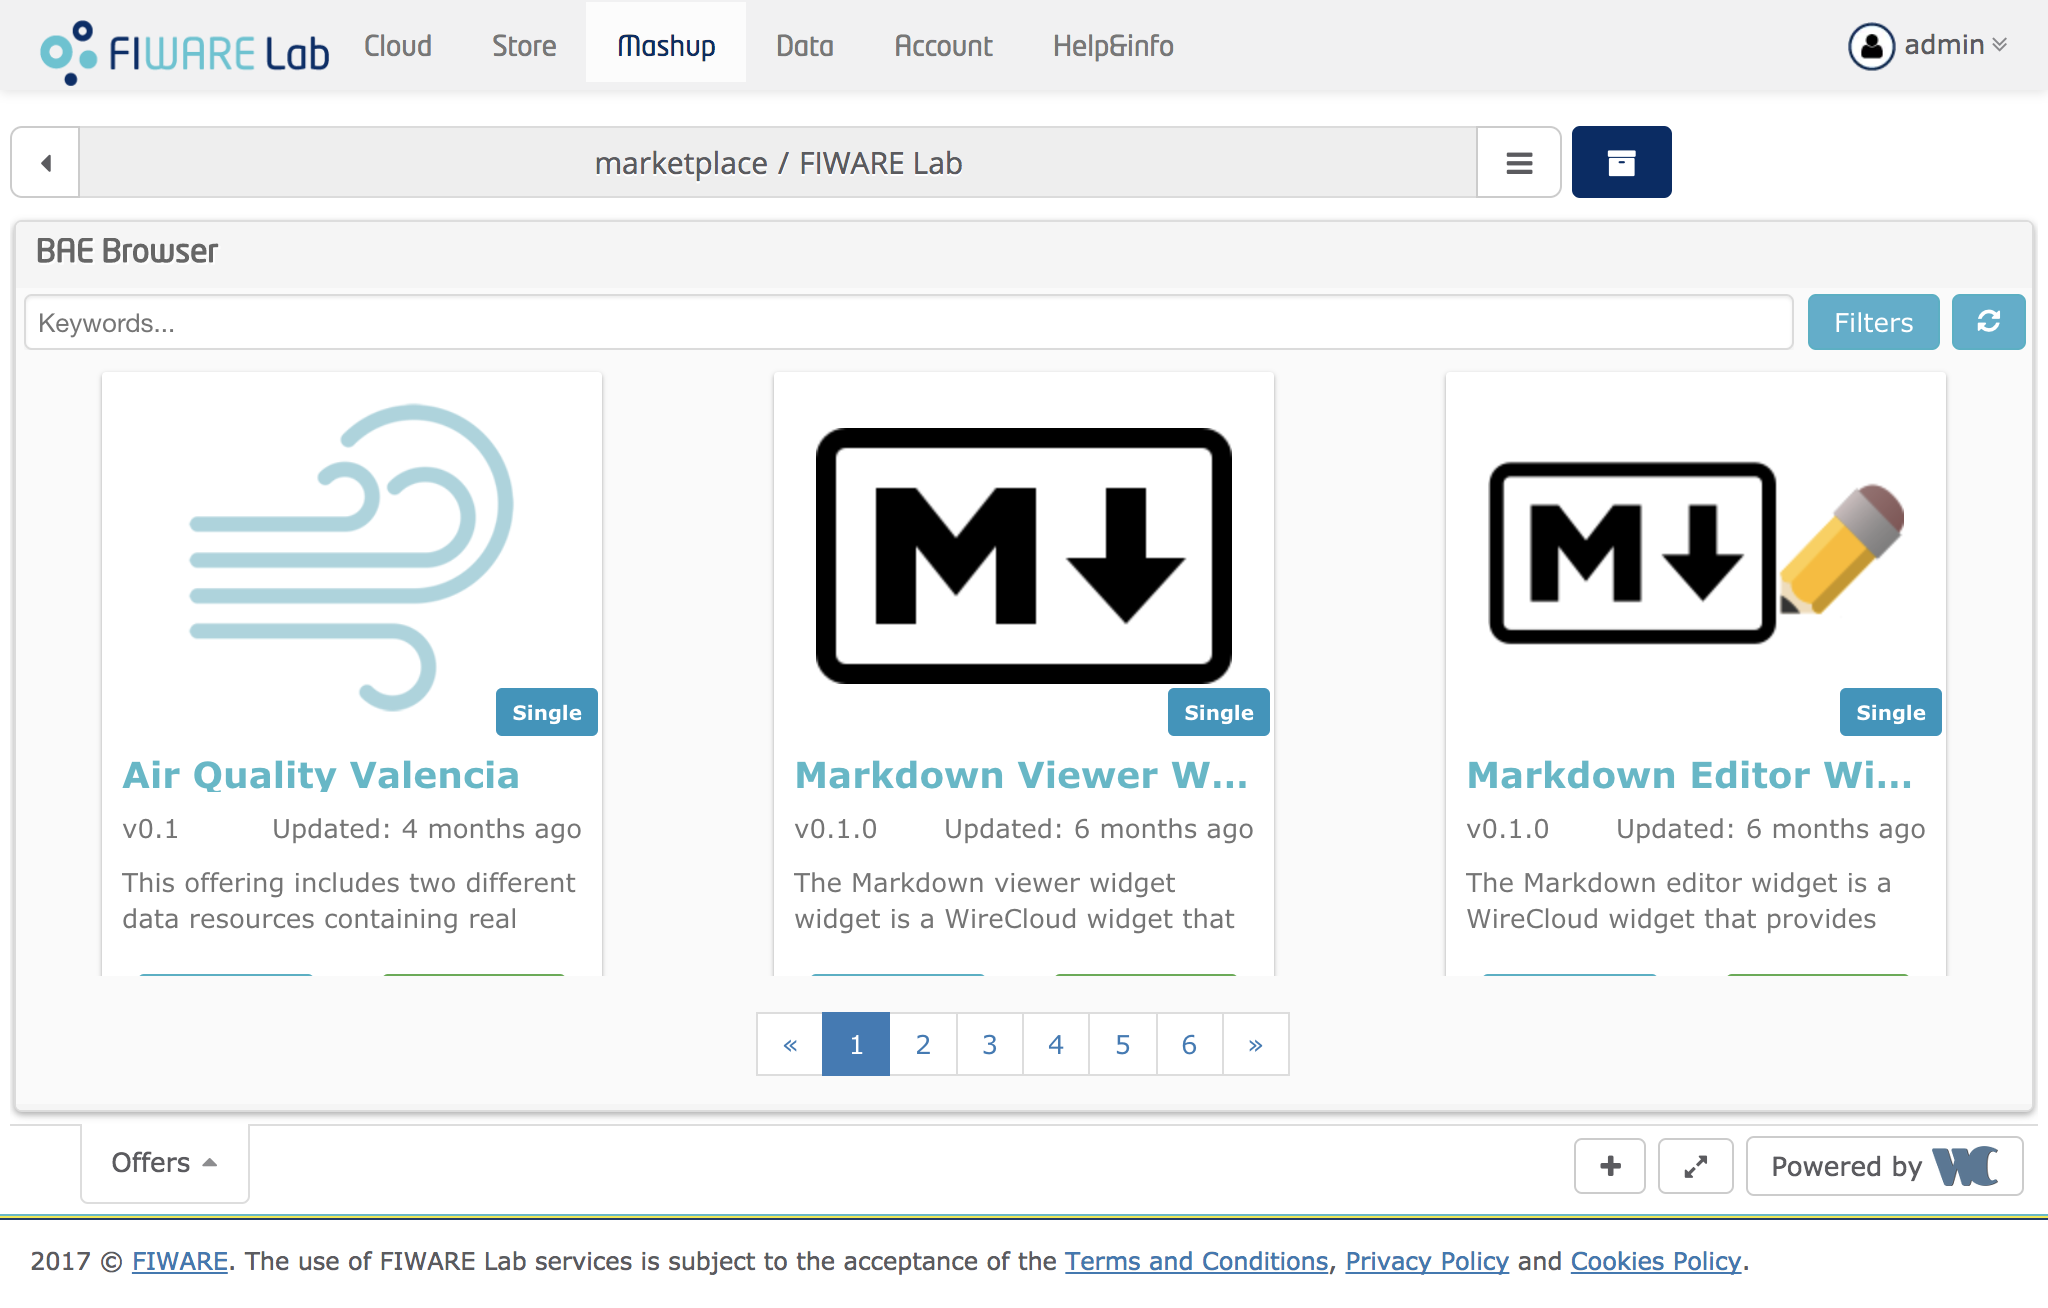 FIWARE Lab
Cloud Store Mashup Data Account Help&info
admin
marketplace / FIWARE Lab
BAE Browser
Keywords...
Filters
M
Single
Air Quality Valencia
v0.1 Updated: 4 months ago
This offering includes two different
data resources containing real
Single
Markdown Viewer W...
v0.1.0 Updated: 6 months ago
The Markdown viewer widget
widget is a WireCloud widget that
M
Single
Markdown Editor Wi...
v0.1.0 Updated: 6 months ago
The Markdown editor widget is a
WireCloud widget that provides
« 1 2 3 4 5 6 »
Offers
Powered by WC
2017 © FIWARE. The use of FIWARE Lab services is subject to the acceptance of the Terms and Conditions, Privacy Policy and Cookies Policy.